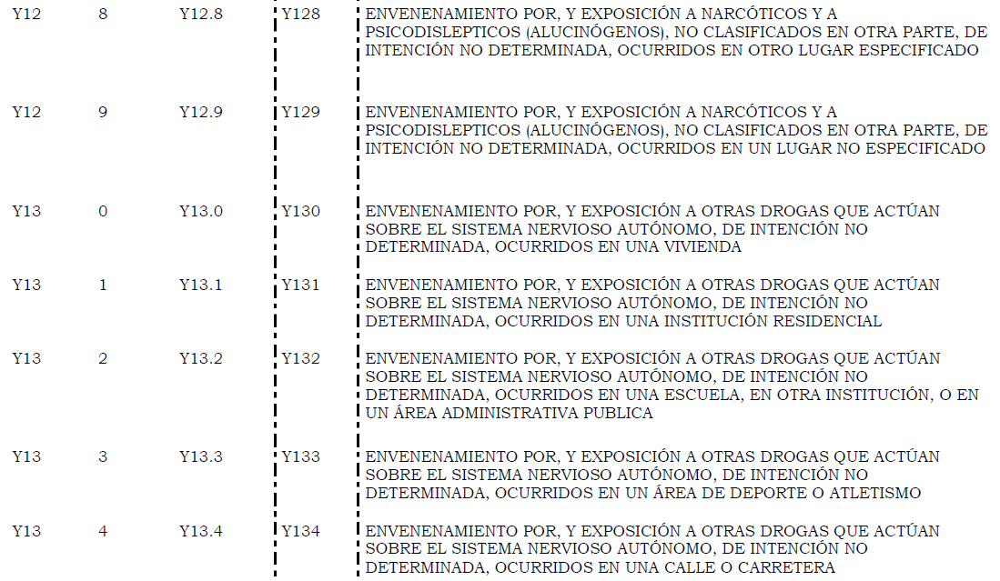 Y12 8 Y12.8 Y128 ENVENENAMIENTO POR, Y EXPOSICIÓN A NARCÓTICOS Y A
PSICODISLEPTICOS (ALUCINÓGENOS), NO CLASIFICADOS EN OTRA PARTE, DE
INTENCIÓN NO DETERMINADA, OCURRIDOS EN OTRO LUGAR ESPECIFICADO
Y12 9 Y12.9 Y129 ENVENENAMIENTO POR, Y EXPOSICIÓN A NARCÓTICOS Y A
PSICODISLEPTICOS (ALUCINÓGENOS), NO CLASIFICADOS EN OTRA PARTE, DE
INTENCIÓN NO DETERMINADA, OCURRIDOS EN UN LUGAR NO ESPECIFICADO
Y13 0 Y13.0 Y130 ENVENENAMIENTO POR, Y EXPOSICIÓN A OTRAS DROGAS QUE ACTÚAN
SOBRE EL SISTEMA NERVIOSO AUTÓNOMO, DE INTENCIÓN NO
DETERMINADA, OCURRIDOS EN UNA VIVIENDA
Y13 1 Y13.1 Y131 ENVENENAMIENTO POR, Y EXPOSICIÓN A OTRAS DROGAS QUE ACTÚAN
SOBRE EL SISTEMA NERVIOSO AUTÓNOMO, DE INTENCIÓN NO
DETERMINADA, OCURRIDOS EN UNA INSTITUCIÓN RESIDENCIAL
Y13 2 Y13.2 Y132 ENVENENAMIENTO POR, Y EXPOSICIÓN A OTRAS DROGAS QUE ACTÚAN
SOBRE EL SISTEMA NERVIOSO AUTÓNOMO, DE INTENCIÓN NO
DETERMINADA, OCURRIDOS EN UNA ESCUELA, EN OTRA INSTITUCIÓN, O EN
UN ÁREA ADMINISTRATIVA PUBLICA
Y13 3 Y13.3 Y133 ENVENENAMIENTO POR, Y EXPOSICIÓN A OTRAS DROGAS QUE ACTÚAN
SOBRE EL SISTEMA NERVIOSO AUTÓNOMO, DE INTENCIÓN NO
DETERMINADA, OCURRIDOS EN UN ÁREA DE DEPORTE O ATLETISMO
Y13 4 Y13.4 Y134 ENVENENAMIENTO POR, Y EXPOSICIÓN A OTRAS DROGAS QUE ACTÚAN
SOBRE EL SISTEMA NERVIOSO AUTÓNOMO, DE INTENCIÓN NO
DETERMINADA, OCURRIDOS EN UNA CALLE O CARRETERA